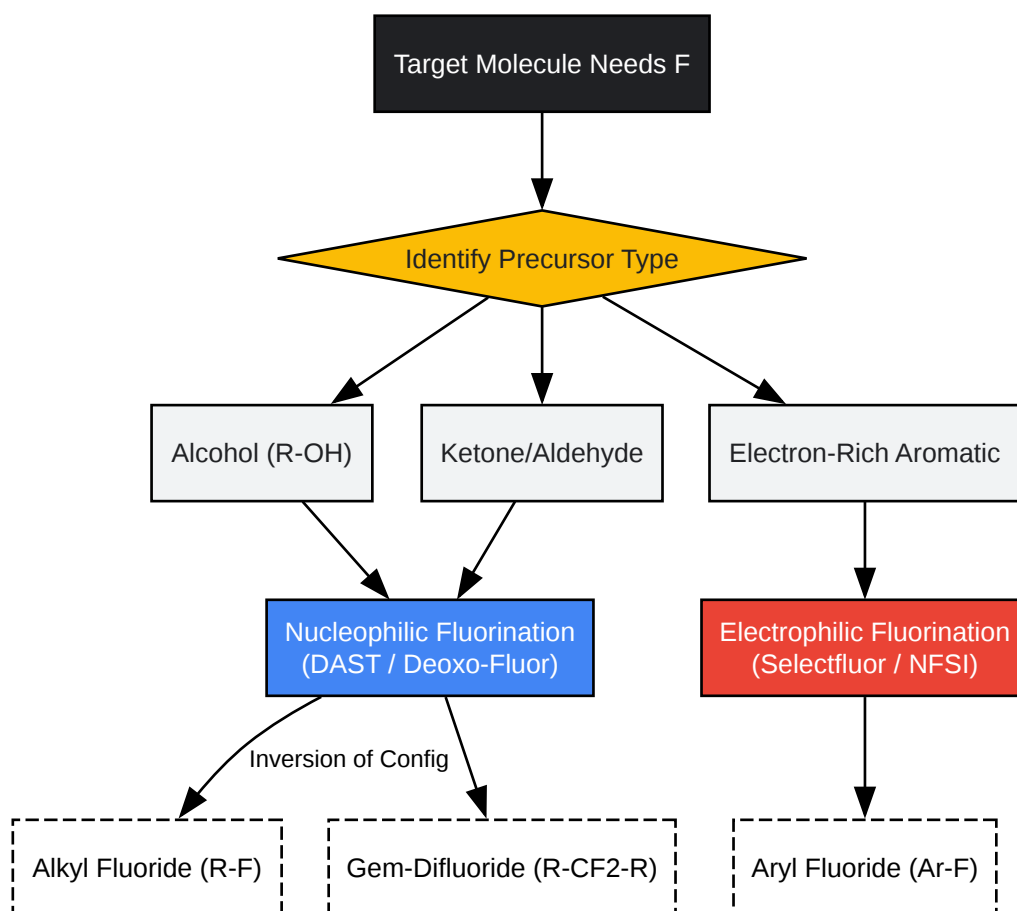 Target Molecule Needs F
Identify Precursor Type
Alcohol (R-OH)
Ketone/Aldehyde
Electron-Rich Aromatic
Nucleophilic Fluorination
(DAST / Deoxo-Fluor)
Electrophilic Fluorination
(Selectfluor / NFSI)
Inversion of Config
Alkyl Fluoride (R-F)
Gem-Difluoride (R-CF2-R)
Aryl Fluoride (Ar-F)